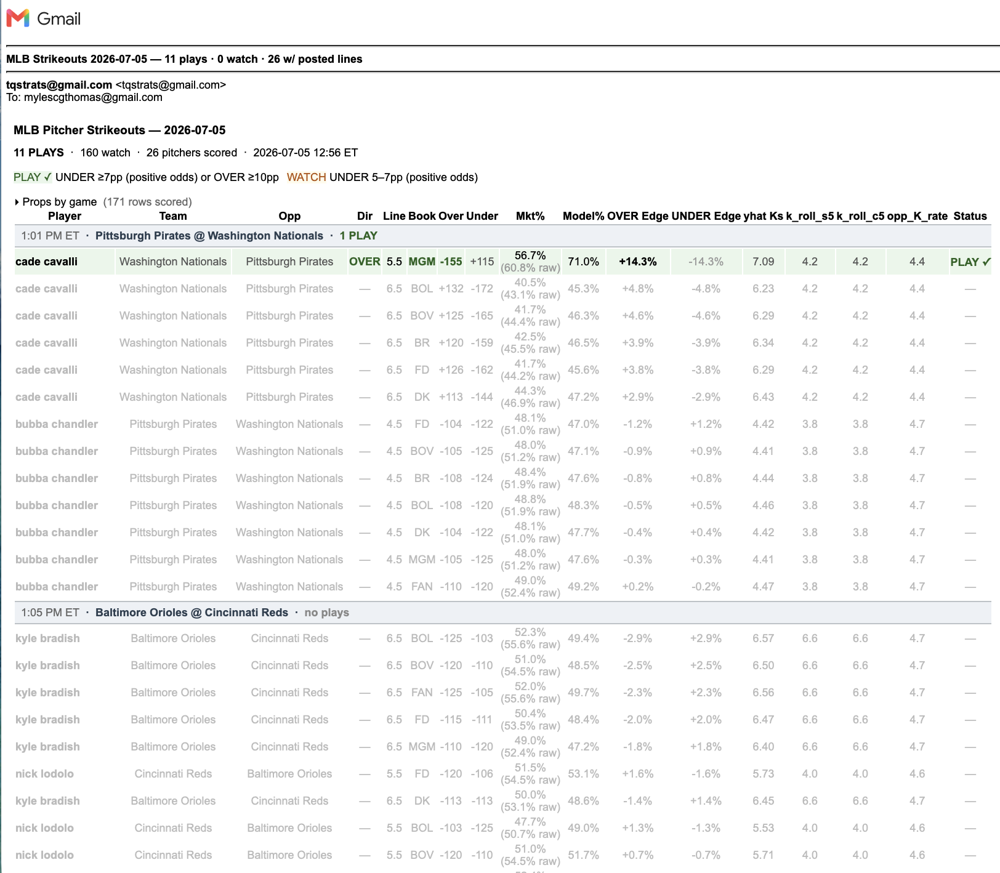 Gmail
MLB Strikeouts 2026-07-05 — 11 plays · 0 watch · 26 w/ posted lines
tqstrats@gmail.com <tqstrats@gmail.com>
To: mylescgthomas@gmail.com
MLB Pitcher Strikeouts — 2026-07-05
11 PLAYS · 160 watch · 26 pitchers scored · 2026-07-05 12:56 ET
PLAY ✓ UNDER ≥7pp (positive odds) or OVER ≥10pp WATCH UNDER 5–7pp (positive odds)
Props by game (171 rows scored)
Player Team Opp Dir Line Book Over Under Mkt% Model% OVER Edge UNDER Edge yhat Ks k_roll_s5 k_roll_c5 opp_K_rate Status
1:01 PM ET · Pittsburgh Pirates @ Washington Nationals · 1 PLAY
cade cavalli Washington Nationals Pittsburgh Pirates OVER 5.5 MGM -155 +115 56.7% (60.8% raw) 71.0% +14.3% -14.3% 7.09 4.2 4.2 4.4 PLAY ✓
cade cavalli Washington Nationals Pittsburgh Pirates — 6.5 BOL +132 -172 40.5% (43.1% raw) 45.3% +4.8% -4.8% 6.23 4.2 4.2 4.4 —
cade cavalli Washington Nationals Pittsburgh Pirates — 6.5 BOV +125 -165 41.7% (44.4% raw) 46.3% +4.6% -4.6% 6.29 4.2 4.2 4.4 —
cade cavalli Washington Nationals Pittsburgh Pirates — 6.5 BR +120 -159 42.5% (45.5% raw) 46.5% +3.9% -3.9% 6.34 4.2 4.2 4.4 —
cade cavalli Washington Nationals Pittsburgh Pirates — 6.5 FD +126 -162 41.7% (44.2% raw) 45.6% +3.8% -3.8% 6.29 4.2 4.2 4.4 —
cade cavalli Washington Nationals Pittsburgh Pirates — 6.5 DK +113 -144 44.3% (46.9% raw) 47.2% +2.9% -2.9% 6.43 4.2 4.2 4.4 —
bubba chandler Pittsburgh Pirates Washington Nationals — 4.5 FD -104 -122 48.1% (51.0% raw) 47.0% -1.2% +1.2% 4.42 3.8 3.8 4.7 —
bubba chandler Pittsburgh Pirates Washington Nationals — 4.5 BOV -105 -125 48.0% (51.2% raw) 47.1% -0.9% +0.9% 4.41 3.8 3.8 4.7 —
bubba chandler Pittsburgh Pirates Washington Nationals — 4.5 BR -108 -124 48.4% (51.9% raw) 47.6% -0.8% +0.8% 4.44 3.8 3.8 4.7 —
bubba chandler Pittsburgh Pirates Washington Nationals — 4.5 BOL -108 -120 48.8% (51.9% raw) 48.3% -0.5% +0.5% 4.46 3.8 3.8 4.7 —
bubba chandler Pittsburgh Pirates Washington Nationals — 4.5 DK -104 -122 48.1% (51.0% raw) 47.7% -0.4% +0.4% 4.42 3.8 3.8 4.7 —
bubba chandler Pittsburgh Pirates Washington Nationals — 4.5 MGM -105 -125 48.0% (51.2% raw) 47.6% -0.3% +0.3% 4.41 3.8 3.8 4.7 —
bubba chandler Pittsburgh Pirates Washington Nationals — 4.5 FAN -110 -120 49.0% (52.4% raw) 49.2% +0.2% -0.2% 4.47 3.8 3.8 4.7 —
1:05 PM ET · Baltimore Orioles @ Cincinnati Reds · no plays
kyle bradish Baltimore Orioles Cincinnati Reds — 6.5 BOL -125 -103 52.3% (55.6% raw) 49.4% -2.9% +2.9% 6.57 6.6 6.6 4.7 —
kyle bradish Baltimore Orioles Cincinnati Reds — 6.5 BOV -120 -110 51.0% (54.5% raw) 48.5% -2.5% +2.5% 6.50 6.6 6.6 4.7 —
kyle bradish Baltimore Orioles Cincinnati Reds — 6.5 FAN -125 -105 52.0% (55.6% raw) 49.7% -2.3% +2.3% 6.56 6.6 6.6 4.7 —
kyle bradish Baltimore Orioles Cincinnati Reds — 6.5 FD -115 -111 50.4% (53.5% raw) 48.4% -2.0% +2.0% 6.47 6.6 6.6 4.7 —
kyle bradish Baltimore Orioles Cincinnati Reds — 6.5 MGM -110 -120 49.0% (52.4% raw) 47.2% -1.8% +1.8% 6.40 6.6 6.6 4.7 —
nick lodolo Cincinnati Reds Baltimore Orioles — 5.5 FD -120 -106 51.5% (54.5% raw) 53.1% +1.6% -1.6% 5.73 4.0 4.0 4.6 —
kyle bradish Baltimore Orioles Cincinnati Reds — 6.5 DK -113 -113 50.0% (53.1% raw) 48.6% -1.4% +1.4% 6.45 6.6 6.6 4.7 —
nick lodolo Cincinnati Reds Baltimore Orioles — 5.5 BOL -103 -125 47.7% (50.7% raw) 49.0% +1.3% -1.3% 5.53 4.0 4.0 4.6 —
nick lodolo Cincinnati Reds Baltimore Orioles — 5.5 BOV -120 -110 51.0% (54.5% raw) 51.7% +0.7% -0.7% 5.71 4.0 4.0 4.6 —